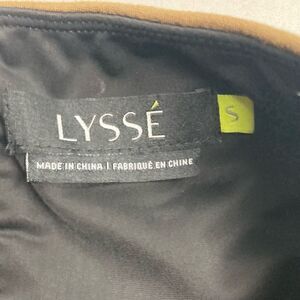 LYSSÉ
S
MADE IN CHINA | FABRIQUÉ EN CHINE